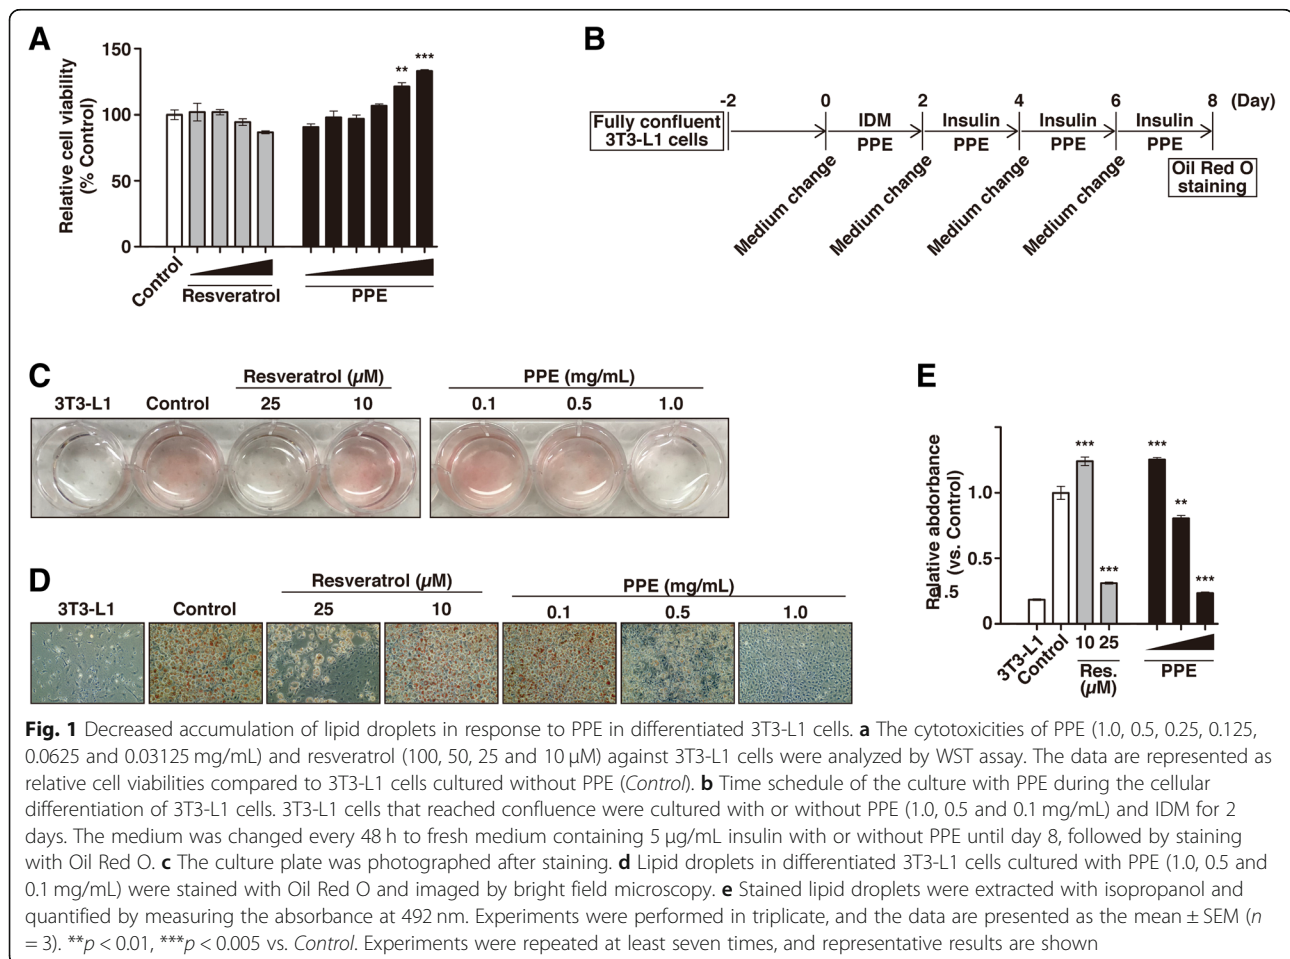 A
150
100
50
0
Relative cell viability
(% Control)
**
***
Control
Resveratrol
PPE
B
-2
0
2
4
6
8
(Day)
Fully confluent
3T3-L1 cells
IDM
Insulin
Insulin
Insulin
PPE
PPE
PPE
PPE
Medium change
Medium change
Medium change
Medium change
Oil Red O
staining
C
Resveratrol (µM)
PPE (mg/mL)
3T3-L1
Control
25
10
0.1
0.5
1.0
D
Resveratrol (µM)
PPE (mg/mL)
3T3-L1
Control
25
10
0.1
0.5
1.0
E
Relative abdorbance
(vs. Control)
1.5
1.0
0.5
0
***
***
***
**
***
3T3-L1
Control
10 25
Res.
(µM)
PPE
Fig. 1 Decreased accumulation of lipid droplets in response to PPE in differentiated 3T3-L1 cells. a The cytotoxicities of PPE (1.0, 0.5, 0.25, 0.125,
0.0625 and 0.03125 mg/mL) and resveratrol (100, 50, 25 and 10 µM) against 3T3-L1 cells were analyzed by WST assay. The data are represented as
relative cell viabilities compared to 3T3-L1 cells cultured without PPE (Control). b Time schedule of the culture with PPE during the cellular
differentiation of 3T3-L1 cells. 3T3-L1 cells that reached confluence were cultured with or without PPE (1.0, 0.5 and 0.1 mg/mL) and IDM for 2
days. The medium was changed every 48 h to fresh medium containing 5 µg/mL insulin with or without PPE until day 8, followed by staining
with Oil Red O. c The culture plate was photographed after staining. d Lipid droplets in differentiated 3T3-L1 cells cultured with PPE (1.0, 0.5 and
0.1 mg/mL) were stained with Oil Red O and imaged by bright field microscopy. e Stained lipid droplets were extracted with isopropanol and
quantified by measuring the absorbance at 492 nm. Experiments were performed in triplicate, and the data are presented as the mean ± SEM (n
= 3). **p < 0.01, ***p < 0.005 vs. Control. Experiments were repeated at least seven times, and representative results are shown